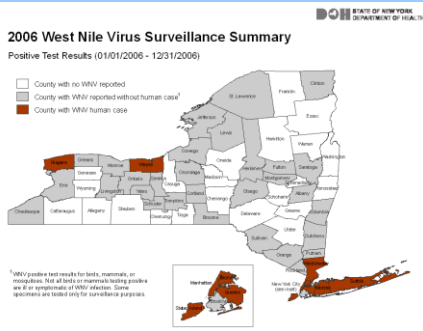 DOH STATE OF NEW YORK
DEPARTMENT OF HEALTH
2006 West Nile Virus Surveillance Summary
Positive Test Results (01/01/2006 - 12/31/2006)
County with no WNV reported
County with WNV reported without human case¹
County with WNV human case
Clinton
Franklin
St. Lawrence
Essex
Jefferson
Lewis
Hamilton
Warren
Washington
Oswego
Oneida
Herkimer
Fulton
Saratoga
Niagara
Orleans
Monroe
Wayne
Genesee
Ontario
Seneca
Cayuga
Onondaga
Madison
Montgomery
Schenectady
Rensselaer
Erie
Wyoming
Livingston
Yates
Cortland
Chenango
Otsego
Schoharie
Albany
Schuyler
Tompkins
Chautauqua
Cattaraugus
Allegany
Steuben
Chemung
Tioga
Broome
Delaware
Greene
Columbia
Ulster
Dutchess
Sullivan
Orange
Putnam
Rockland
Westchester
New York City
(see inset)
Nassau
Suffolk
¹WNV positive test results for birds, mammals, or
mosquitoes. Not all birds or mammals testing positive
are ill or symptomatic of WNV infection. Some
specimens are tested only for surveillance purposes.
Manhattan
Bronx
Queens
Brooklyn
Staten Island